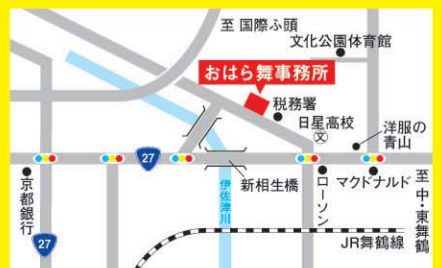 至 国際ふ頭
文化公園体育館
おはら舞事務所
税務署
日星高校
文
洋服の
青山
27
新相生橋
京都銀行
伊佐津川
ローソン
マクドナルド
至 中・東舞鶴
27
JR舞鶴線